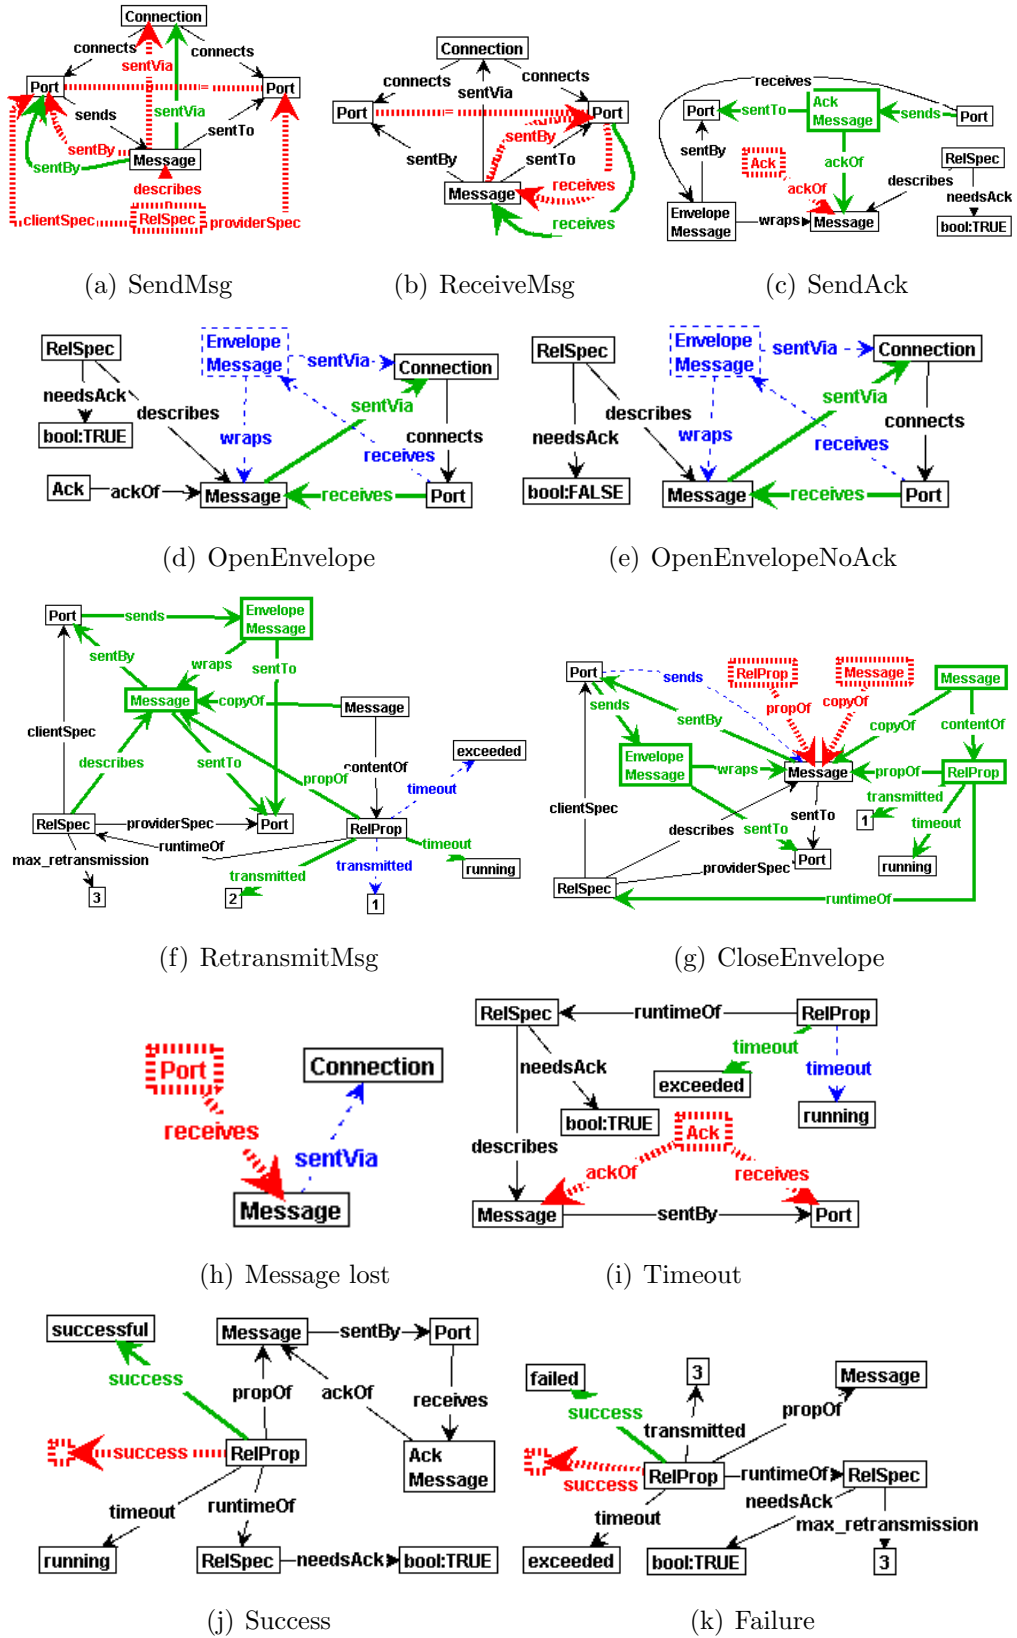 Connection
connects
connects
sentVia
Port
Port
sends
sentVia
sentTo
sentBy
sentBy
Message
describes
clientSpec
RelSpec
providerSpec
(a) SendMsg
Connection
connects
connects
sentVia
Port
=
Port
sentBy
sentBy
sentTo
Message
receives
receives
(b) ReceiveMsg
receives
Port
sentTo
Ack
Message
sends
Port
sentBy
ackOf
Ack
RelSpec
ackOf
describes
needsAck
Envelope
Message
wraps
Message
bool:TRUE
(c) SendAck
RelSpec
Envelope
Message
sentVia
Connection
needsAck
describes
sentVia
bool:TRUE
wraps
connects
receives
Ack
ackOf
Message
receives
Port
(d) OpenEnvelope
RelSpec
Envelope
Message
sentVia
Connection
describes
sentVia
needsAck
wraps
connects
receives
bool:FALSE
Message
receives
Port
(e) OpenEnvelopeNoAck
Port
sends
Envelope
Message
sentBy
wraps
sentTo
Message
copyOf
Message
clientSpec
exceeded
describes
sentTo
contentOf
propOf
timeout
RelSpec
providerSpec
Port
RelProp
runtimeOf
timeout
max_retransmission
transmitted
transmitted
running
3
2
1
(f) RetransmitMsg
Port
sends
RelProp
Message
Message
sends
propOf
copyOf
sentBy
copyOf
contentOf
Envelope
Message
wraps
Message
propOf
RelProp
clientSpec
transmitted
describes
sentTo
sentTo
1
timeout
providerSpec
Port
running
RelSpec
runtimeOf
(g) CloseEnvelope
Port
Connection
receives
sentVia
Message
(h) Message lost
RelSpec
runtimeOf
RelProp
timeout
needsAck
timeout
exceeded
bool:TRUE
running
Ack
describes
ackOf
receives
Message
sentBy
Port
(i) Timeout
successful
Message
sentBy
Port
success
propOf
ackOf
receives
success
RelProp
Ack
Message
timeout
runtimeOf
running
RelSpec
needsAck
bool:TRUE
(j) Success
failed
3
Message
success
propOf
transmitted
success
RelProp
runtimeOf
RelSpec
timeout
needsAck
max_retransmission
exceeded
bool:TRUE
3
(k) Failure